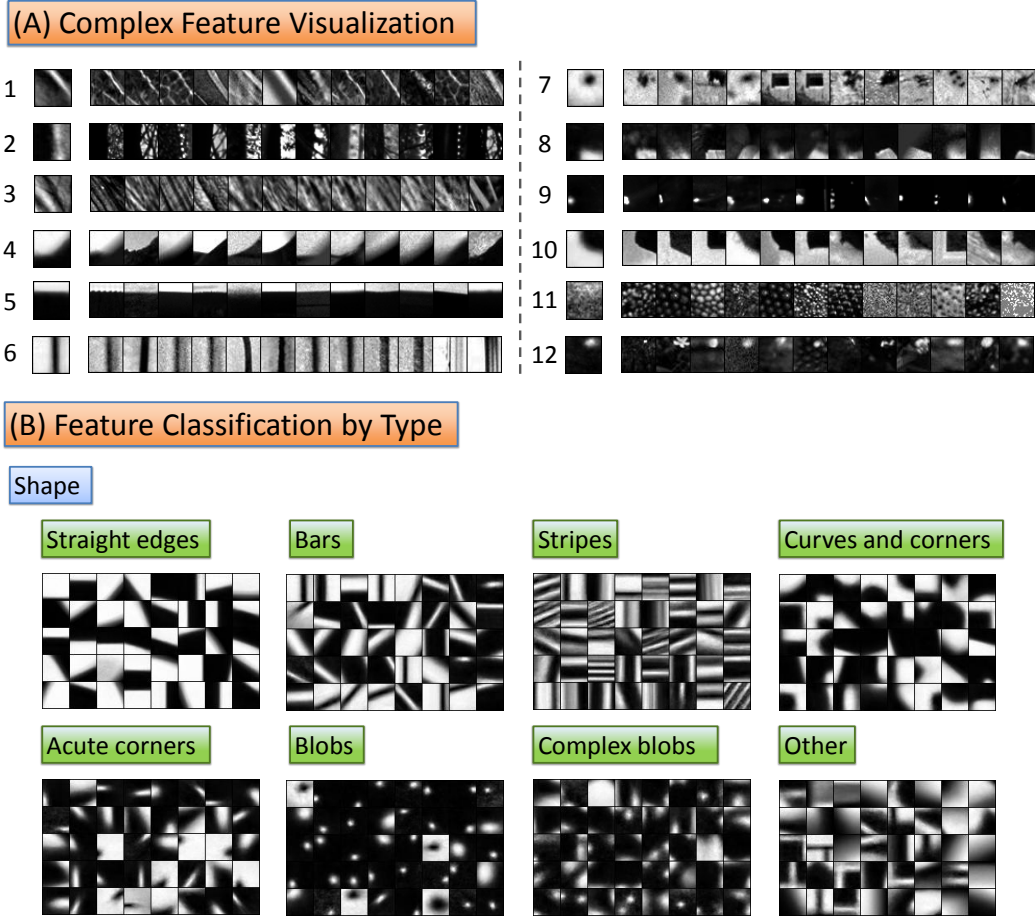 (A) Complex Feature Visualization
1
2
3
4
5
6
7
8
9
10
11
12
(B) Feature Classification by Type
Shape
Straight edges
Bars
Stripes
Curves and corners
Acute corners
Blobs
Complex blobs
Other